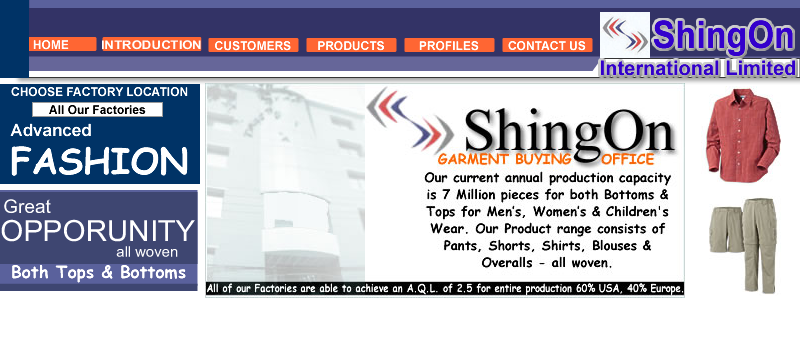 HOME
INTRODUCTION
CUSTOMERS
PRODUCTS
PROFILES
CONTACT US
ShingOn
International Limited
CHOOSE FACTORY LOCATION
All Our Factories
Advanced
FASHION
Great
OPPORUNITY
all woven
Both Tops & Bottoms
ShingOn
GARMENT BUYING OFFICE
Our current annual production capacity
is 7 Million pieces for both Bottoms &
Tops for Men's, Women's & Children's
Wear. Our Product range consists of
Pants, Shorts, Shirts, Blouses &
Overalls - all woven.
All of our Factories are able to achieve an A.Q.L. of 2.5 for entire production 60% USA, 40% Europe.